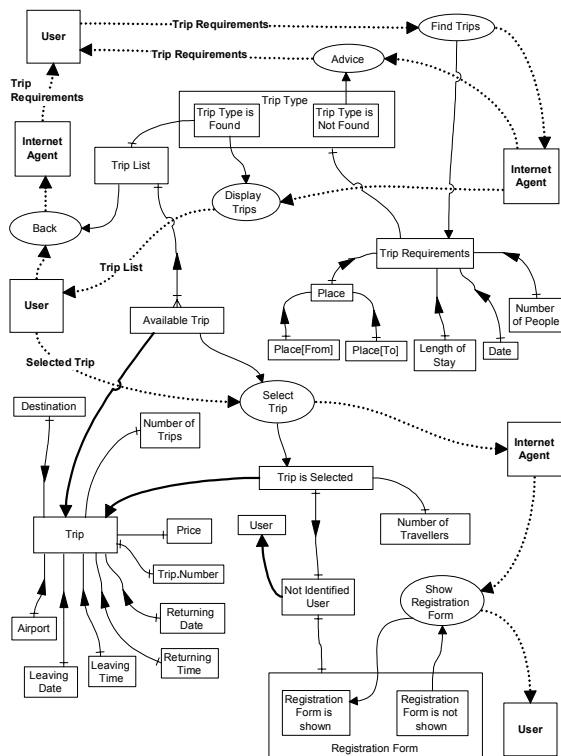 Trip Requirements
User
Find Trips
Trip Requirements
Advice
Trip
Requirements
Trip Type
Trip Type is
Found
Trip Type is
Not Found
Internet
Agent
Trip List
Internet
Agent
Display
Trips
Back
Trip Requirements
Trip List
User
Place
Number
of People
Available Trip
Place[From]
Place[To]
Length of
Stay
Date
Selected Trip
Select
Trip
Destination
Number of
Trips
Internet
Agent
Trip is Selected
User
Number of
Travellers
Trip
Price
Trip.Number
Not Identified
User
Show
Registration
Form
Returning
Date
Airport
Leaving
Time
Returning
Time
Leaving
Date
Registration
Form is
shown
Registration
Form is not
shown
User
Registration Form